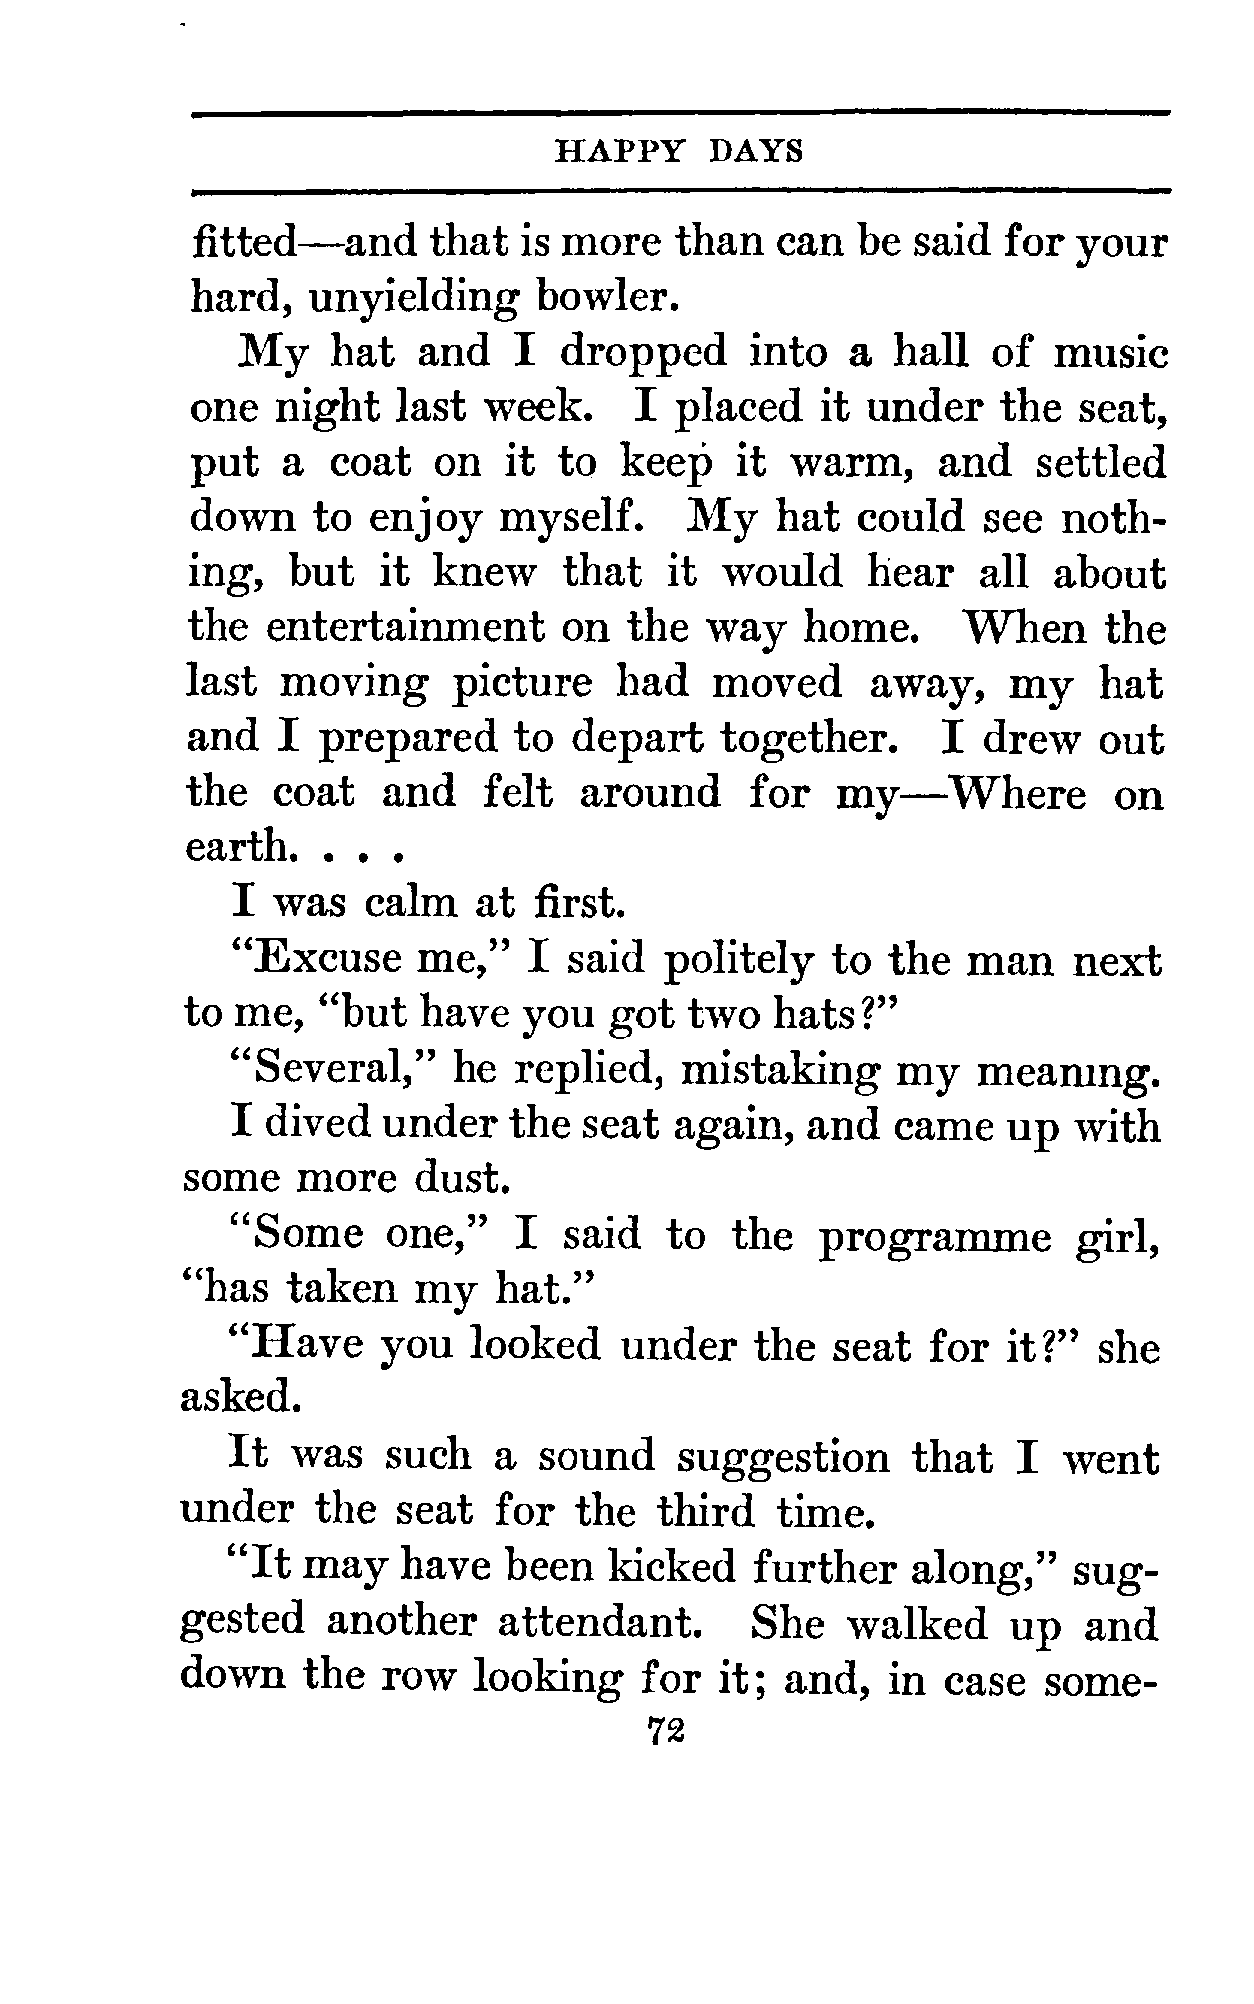 HAPPY DAYS
fitted—and that is more than can be said for your
hard, unyielding bowler.
My hat and I dropped into a hall of music
one night last week. I placed it under the seat,
put a coat on it to keep it warm, and settled
down to enjoy myself. My hat could see noth-
ing, but it knew that it would hear all about
the entertainment on the way home. When the
last moving picture had moved away, my hat
and I prepared to depart together. I drew out
the coat and felt around for my—Where on
earth. . . .
I was calm at first.
“Excuse me,” I said politely to the man next
to me, “but have you got two hats?”
“Several,” he replied, mistaking my meaning.
I dived under the seat again, and came up with
some more dust.
“Some one,” I said to the programme girl,
“has taken my hat.”
“Have you looked under the seat for it?” she
asked.
It was such a sound suggestion that I went
under the seat for the third time.
“It may have been kicked further along,” sug-
gested another attendant. She walked up and
down the row looking for it; and, in case some-
72